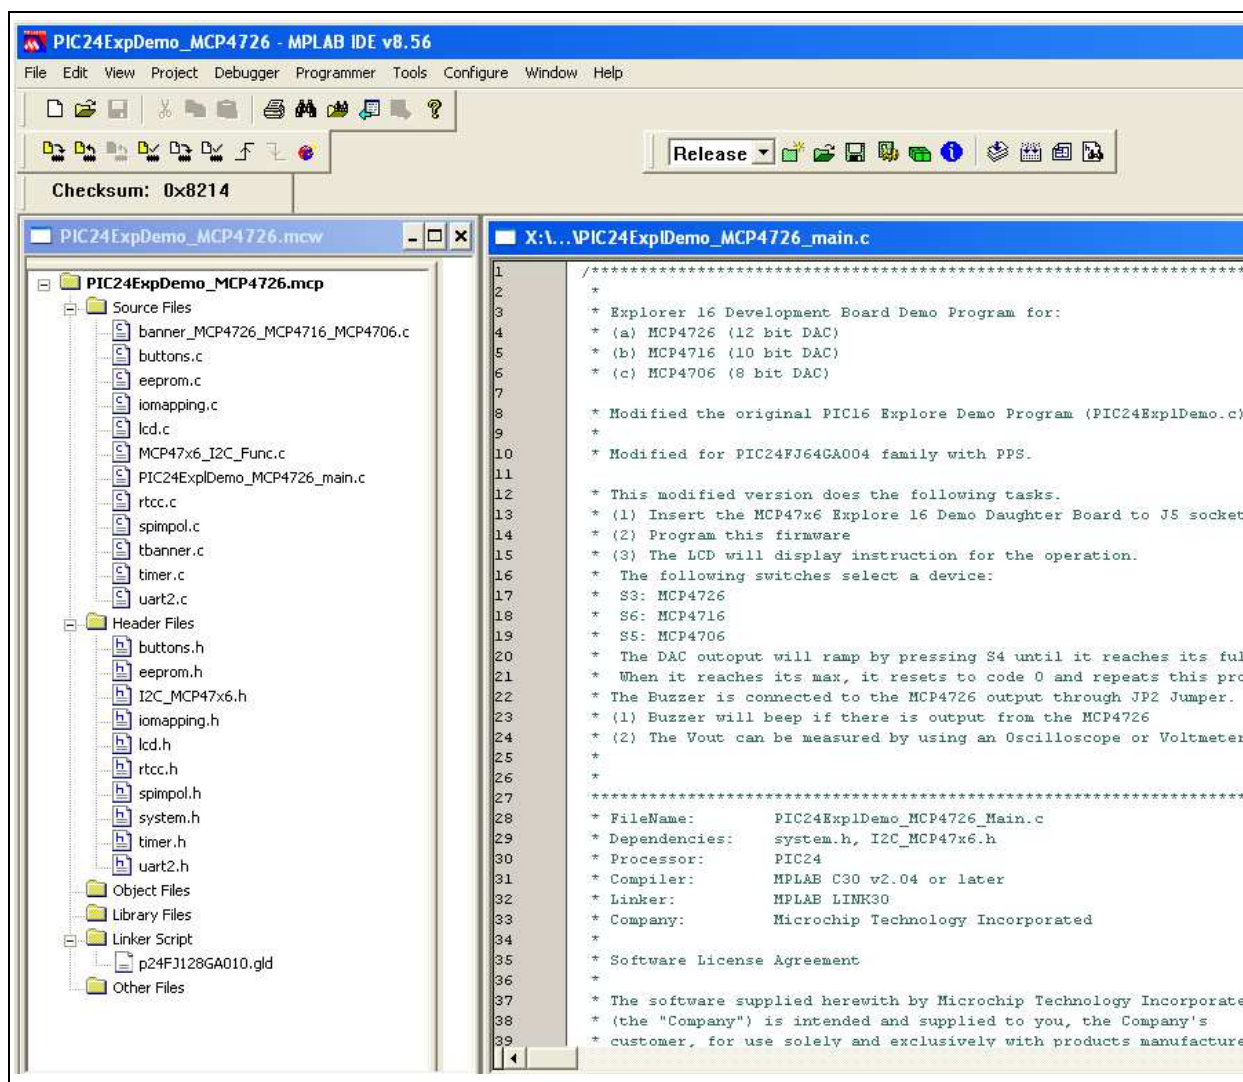 PIC24ExpDemo_MCP4726 - MPLAB IDE v8.56
File Edit View Project Debugger Programmer Tools Configure Window Help
Release
Checksum: 0x8214
PIC24ExpDemo_MCP4726.mcw
PIC24ExpDemo_MCP4726.mcp
Source Files
banner_MCP4726_MCP4716_MCP4706.c
buttons.c
eeprom.c
iomapping.c
lcd.c
MCP47x6_I2C_Func.c
PIC24ExplDemo_MCP4726_main.c
rtcc.c
spimpol.c
tbanner.c
timer.c
uart2.c
Header Files
buttons.h
eeprom.h
I2C_MCP47x6.h
iomapping.h
lcd.h
rtcc.h
spimpol.h
system.h
timer.h
uart2.h
Object Files
Library Files
Linker Script
p24FJ128GA010.gld
Other Files
X:\...\PIC24ExplDemo_MCP4726_main.c
1 /*******************************************************************
2 *
3 * Explorer 16 Development Board Demo Program for:
4 * (a) MCP4726 (12 bit DAC)
5 * (b) MCP4716 (10 bit DAC)
6 * (c) MCP4706 (8 bit DAC)
7
8 * Modified the original PIC16 Explore Demo Program (PIC24ExplDemo.c)
9 *
10 * Modified for PIC24FJ64GA004 family with PPS.
11
12 * This modified version does the following tasks.
13 * (1) Insert the MCP47x6 Explore 16 Demo Daughter Board to J5 socket
14 * (2) Program this firmware
15 * (3) The LCD will display instruction for the operation.
16 * The following switches select a device:
17 * S3: MCP4726
18 * S6: MCP4716
19 * S5: MCP4706
20 * The DAC outoput will ramp by pressing S4 until it reaches its ful
21 * When it reaches its max, it resets to code 0 and repeats this pro
22 * The Buzzer is connected to the MCP4726 output through JP2 Jumper.
23 * (1) Buzzer will beep if there is output from the MCP4726
24 * (2) The Vout can be measured by using an Oscilloscope or Voltmeter
25 *
26 *
27 *******************************************************************
28 * FileName: PIC24ExplDemo_MCP4726_Main.c
29 * Dependencies: system.h, I2C_MCP47x6.h
30 * Processor: PIC24
31 * Compiler: MPLAB C30 v2.04 or later
32 * Linker: MPLAB LINK30
33 * Company: Microchip Technology Incorporated
34 *
35 * Software License Agreement
36 *
37 * The software supplied herewith by Microchip Technology Incorporate
38 * (the "Company") is intended and supplied to you, the Company's
39 * customer, for use solely and exclusively with products manufacture